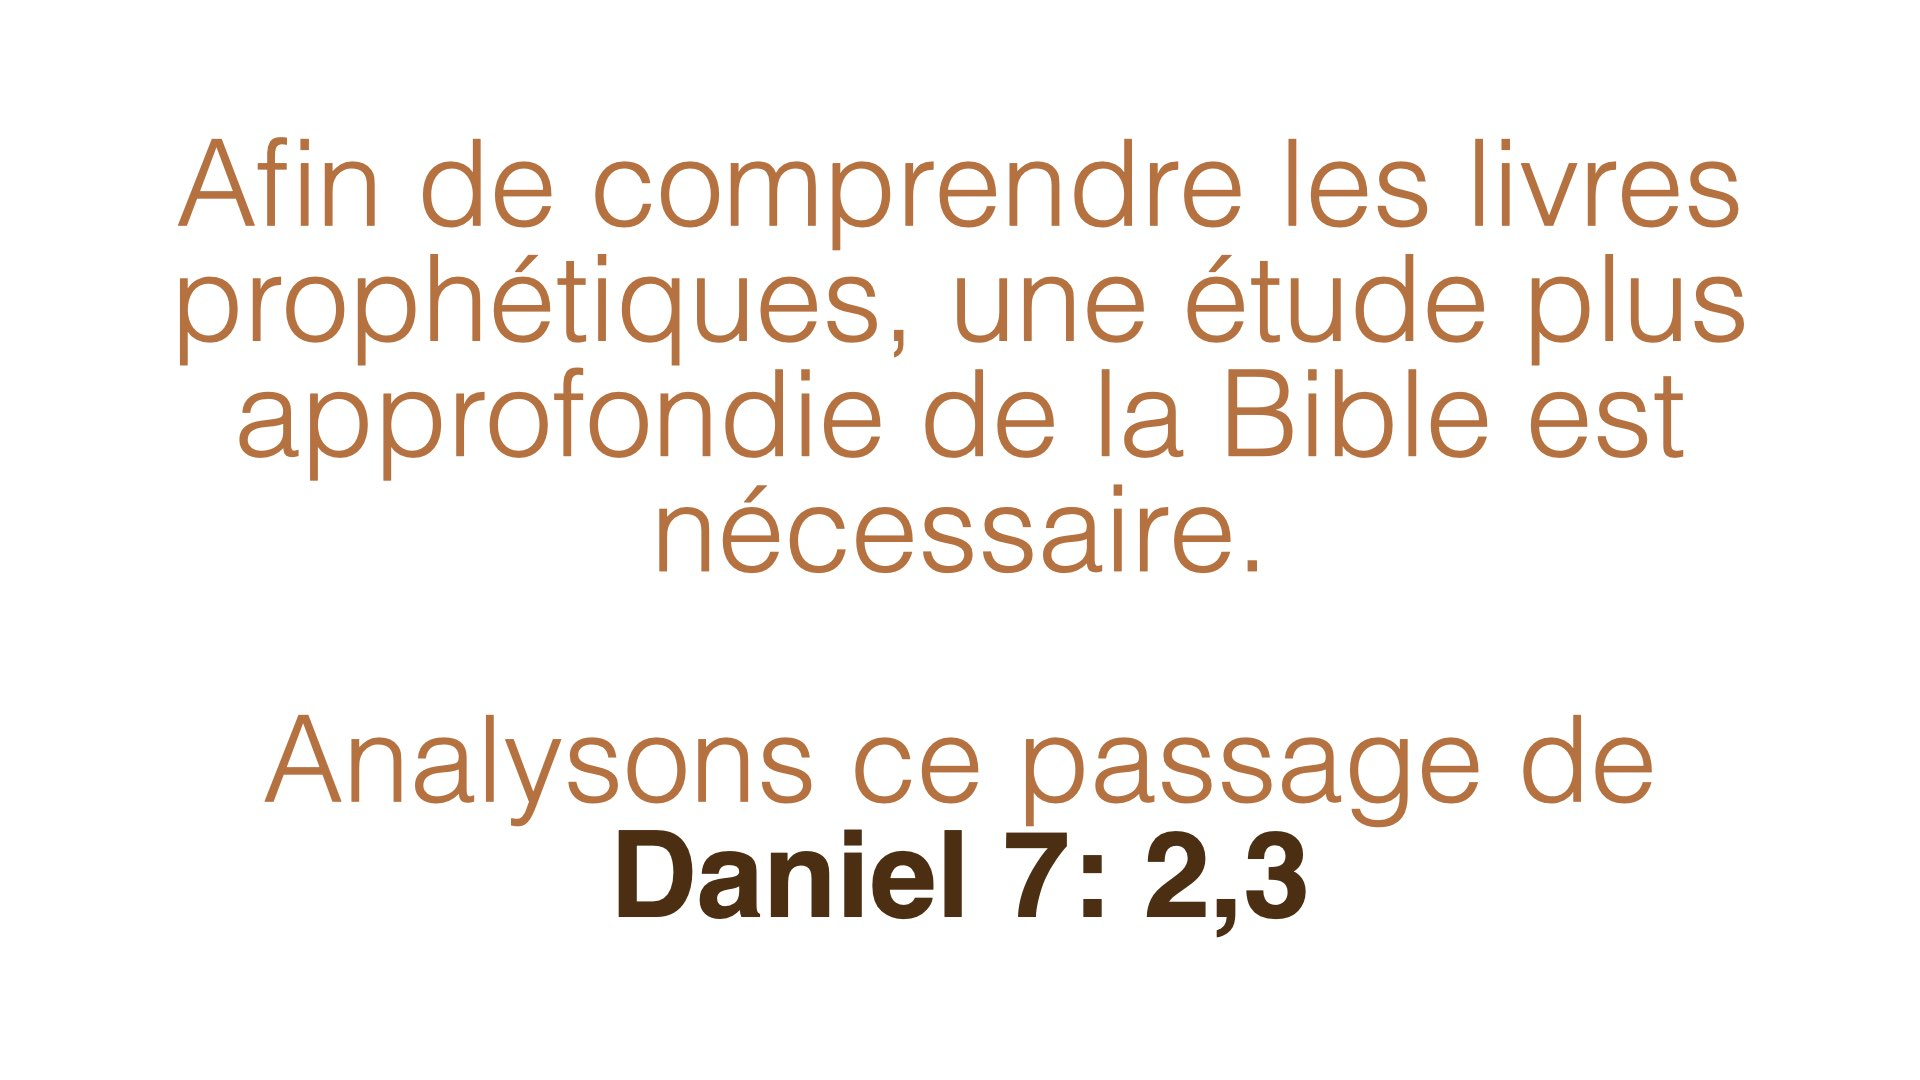 Afin de comprendre les livres
prophétiques, une étude plus
approfondie de la Bible est
nécessaire.
Analysons ce passage de
Daniel 7: 2,3